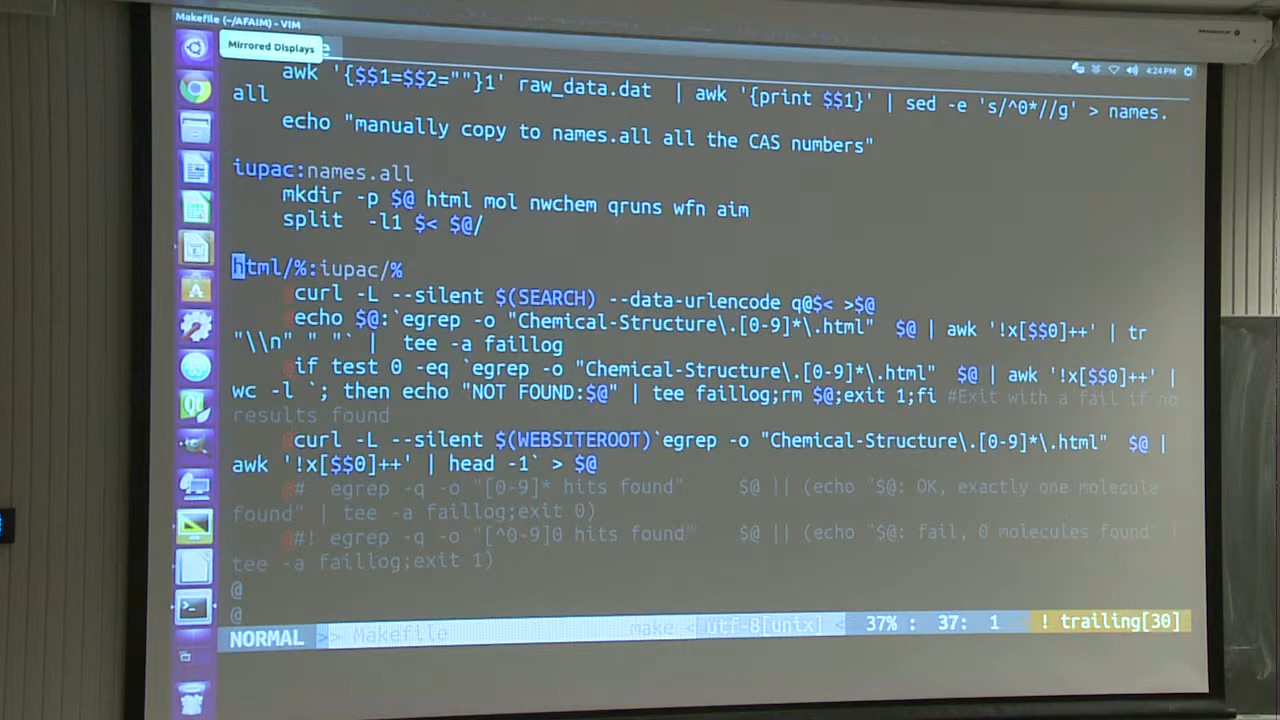 Makefile (~/AFAIM) - VIM
Mirrored Displays
4:24 PM
awk '{$$1=$$2=""}1' raw_data.dat | awk '{print $$1}' | sed -e 's/^0*//g' > names.
all
echo "manually copy to names.all all the CAS numbers"
iupac:names.all
mkdir -p $@ html mol nwchem qruns wfn aim
split -l1 $< $@/
html/%:iupac/%
@curl -L --silent $(SEARCH) --data-urlencode q@$< >$@
@echo $@:`egrep -o "Chemical-Structure\.[0-9]*\.html" $@ | awk '!x[$$0]++' | tr
"\\n" " "` | tee -a faillog
@if test 0 -eq `egrep -o "Chemical-Structure\.[0-9]*\.html" $@ | awk '!x[$$0]++' |
wc -l `; then echo "NOT FOUND:$@" | tee faillog;rm $@;exit 1;fi #Exit with a fail if no
results found
@curl -L --silent $(WEBSITEROOT)`egrep -o "Chemical-Structure\.[0-9]*\.html" $@ |
awk '!x[$$0]++' | head -1` > $@
@# egrep -q -o "[0-9]* hits found" $@ || (echo "$@: OK, exactly one molecule
found" | tee -a faillog;exit 0)
@#! egrep -q -o "[^0-9]0 hits found" $@ || (echo "$@: fail, 0 molecules found" |
tee -a faillog;exit 1)
@
@
NORMAL >> Makefile make < utf-8[unix] < 37% : 37: 1 ! trailing[30]